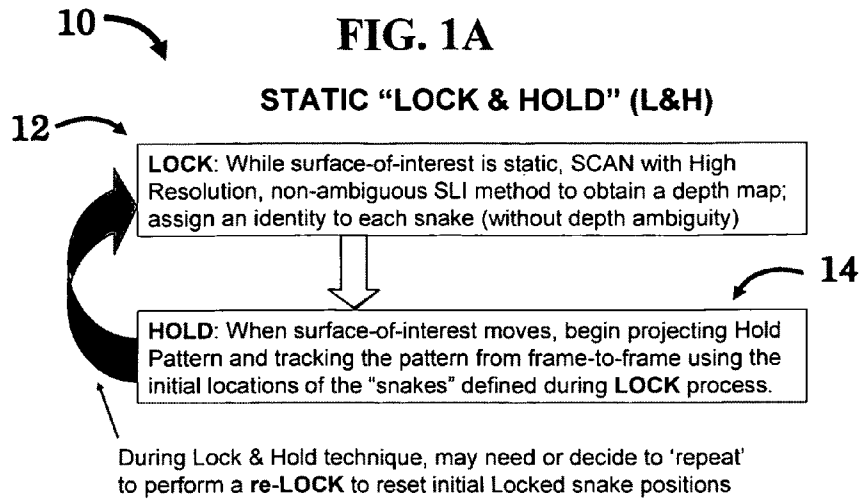 10
FIG. 1A
STATIC “LOCK & HOLD” (L&H)
12
LOCK: While surface-of-interest is static, SCAN with High
Resolution, non-ambiguous SLI method to obtain a depth map;
assign an identity to each snake (without depth ambiguity)
14
HOLD: When surface-of-interest moves, begin projecting Hold
Pattern and tracking the pattern from frame-to-frame using the
initial locations of the “snakes” defined during LOCK process.
During Lock & Hold technique, may need or decide to ‘repeat’
to perform a re-LOCK to reset initial Locked snake positions